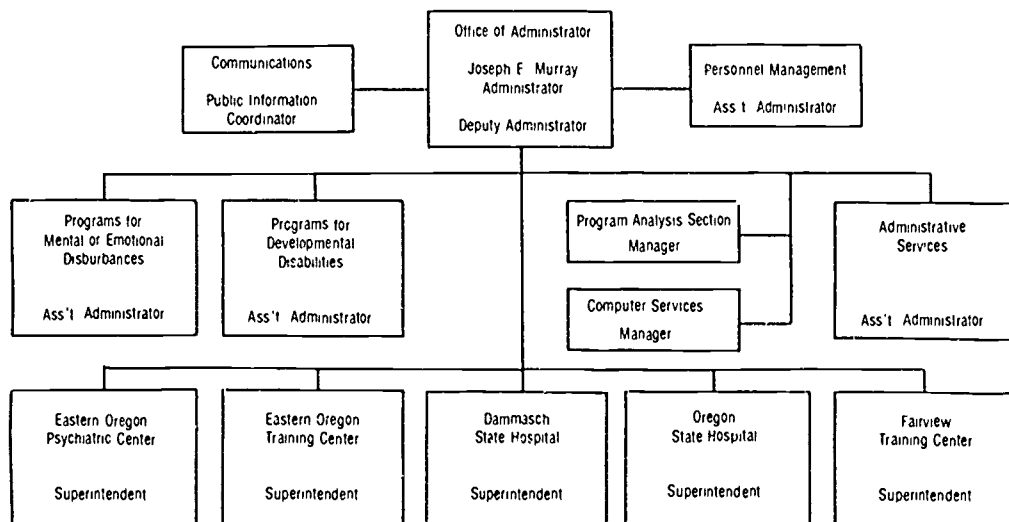 Office of Administrator
Joseph E Murray
Administrator
Deputy Administrator
Communications
Public Information
Coordinator
Personnel Management
Ass t Administrator
Programs for
Mental or Emotional
Disturbances
Ass't Administrator
Programs for
Developmental
Disabilities
Ass't Administrator
Program Analysis Section
Manager
Computer Services
Manager
Administrative
Services
Ass't Administrator
Eastern Oregon
Psychiatric Center
Superintendent
Eastern Oregon
Training Center
Superintendent
Dammasch
State Hospital
Superintendent
Oregon
State Hospital
Superintendent
Fairview
Training Center
Superintendent